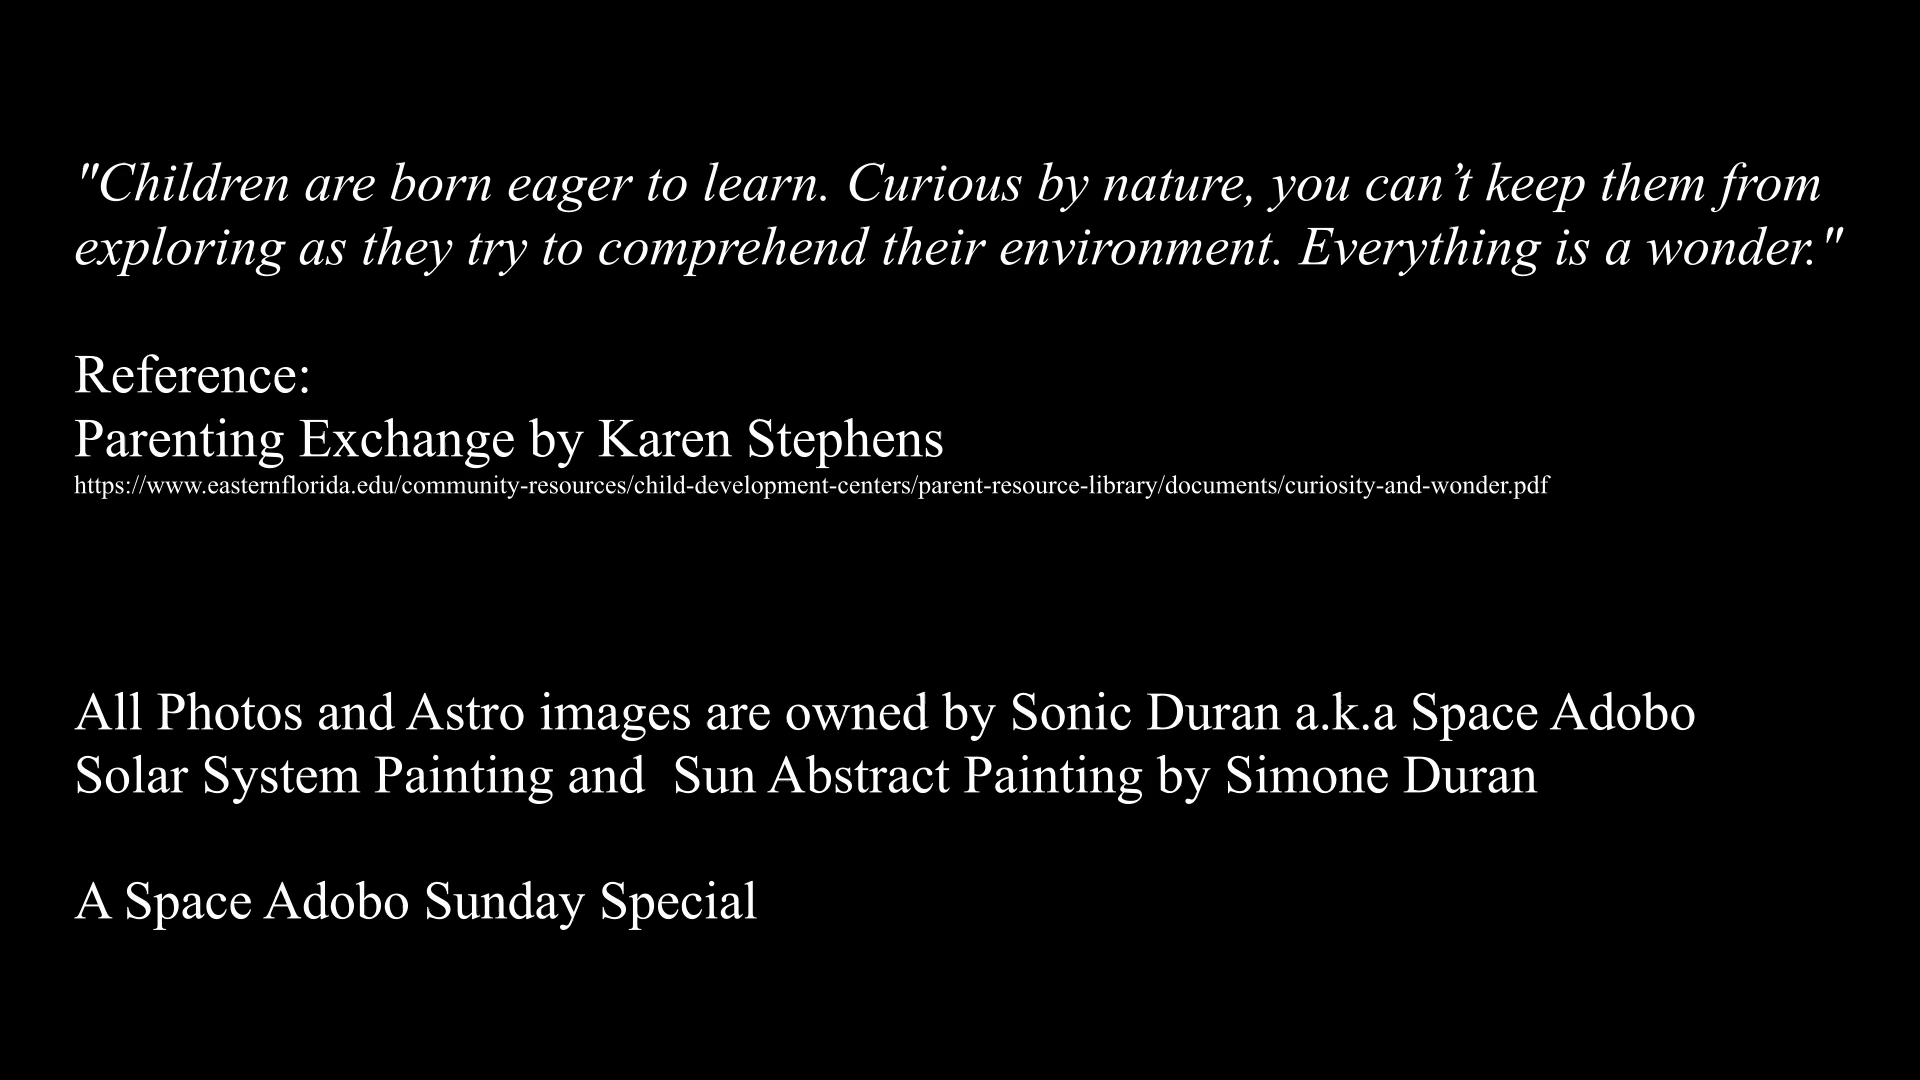 "Children are born eager to learn. Curious by nature, you can’t keep them from
exploring as they try to comprehend their environment. Everything is a wonder."
Reference:
Parenting Exchange by Karen Stephens
https://www.easternflorida.edu/community-resources/child-development-centers/parent-resource-library/documents/curiosity-and-wonder.pdf
All Photos and Astro images are owned by Sonic Duran a.k.a Space Adobo
Solar System Painting and  Sun Abstract Painting by Simone Duran
A Space Adobo Sunday Special